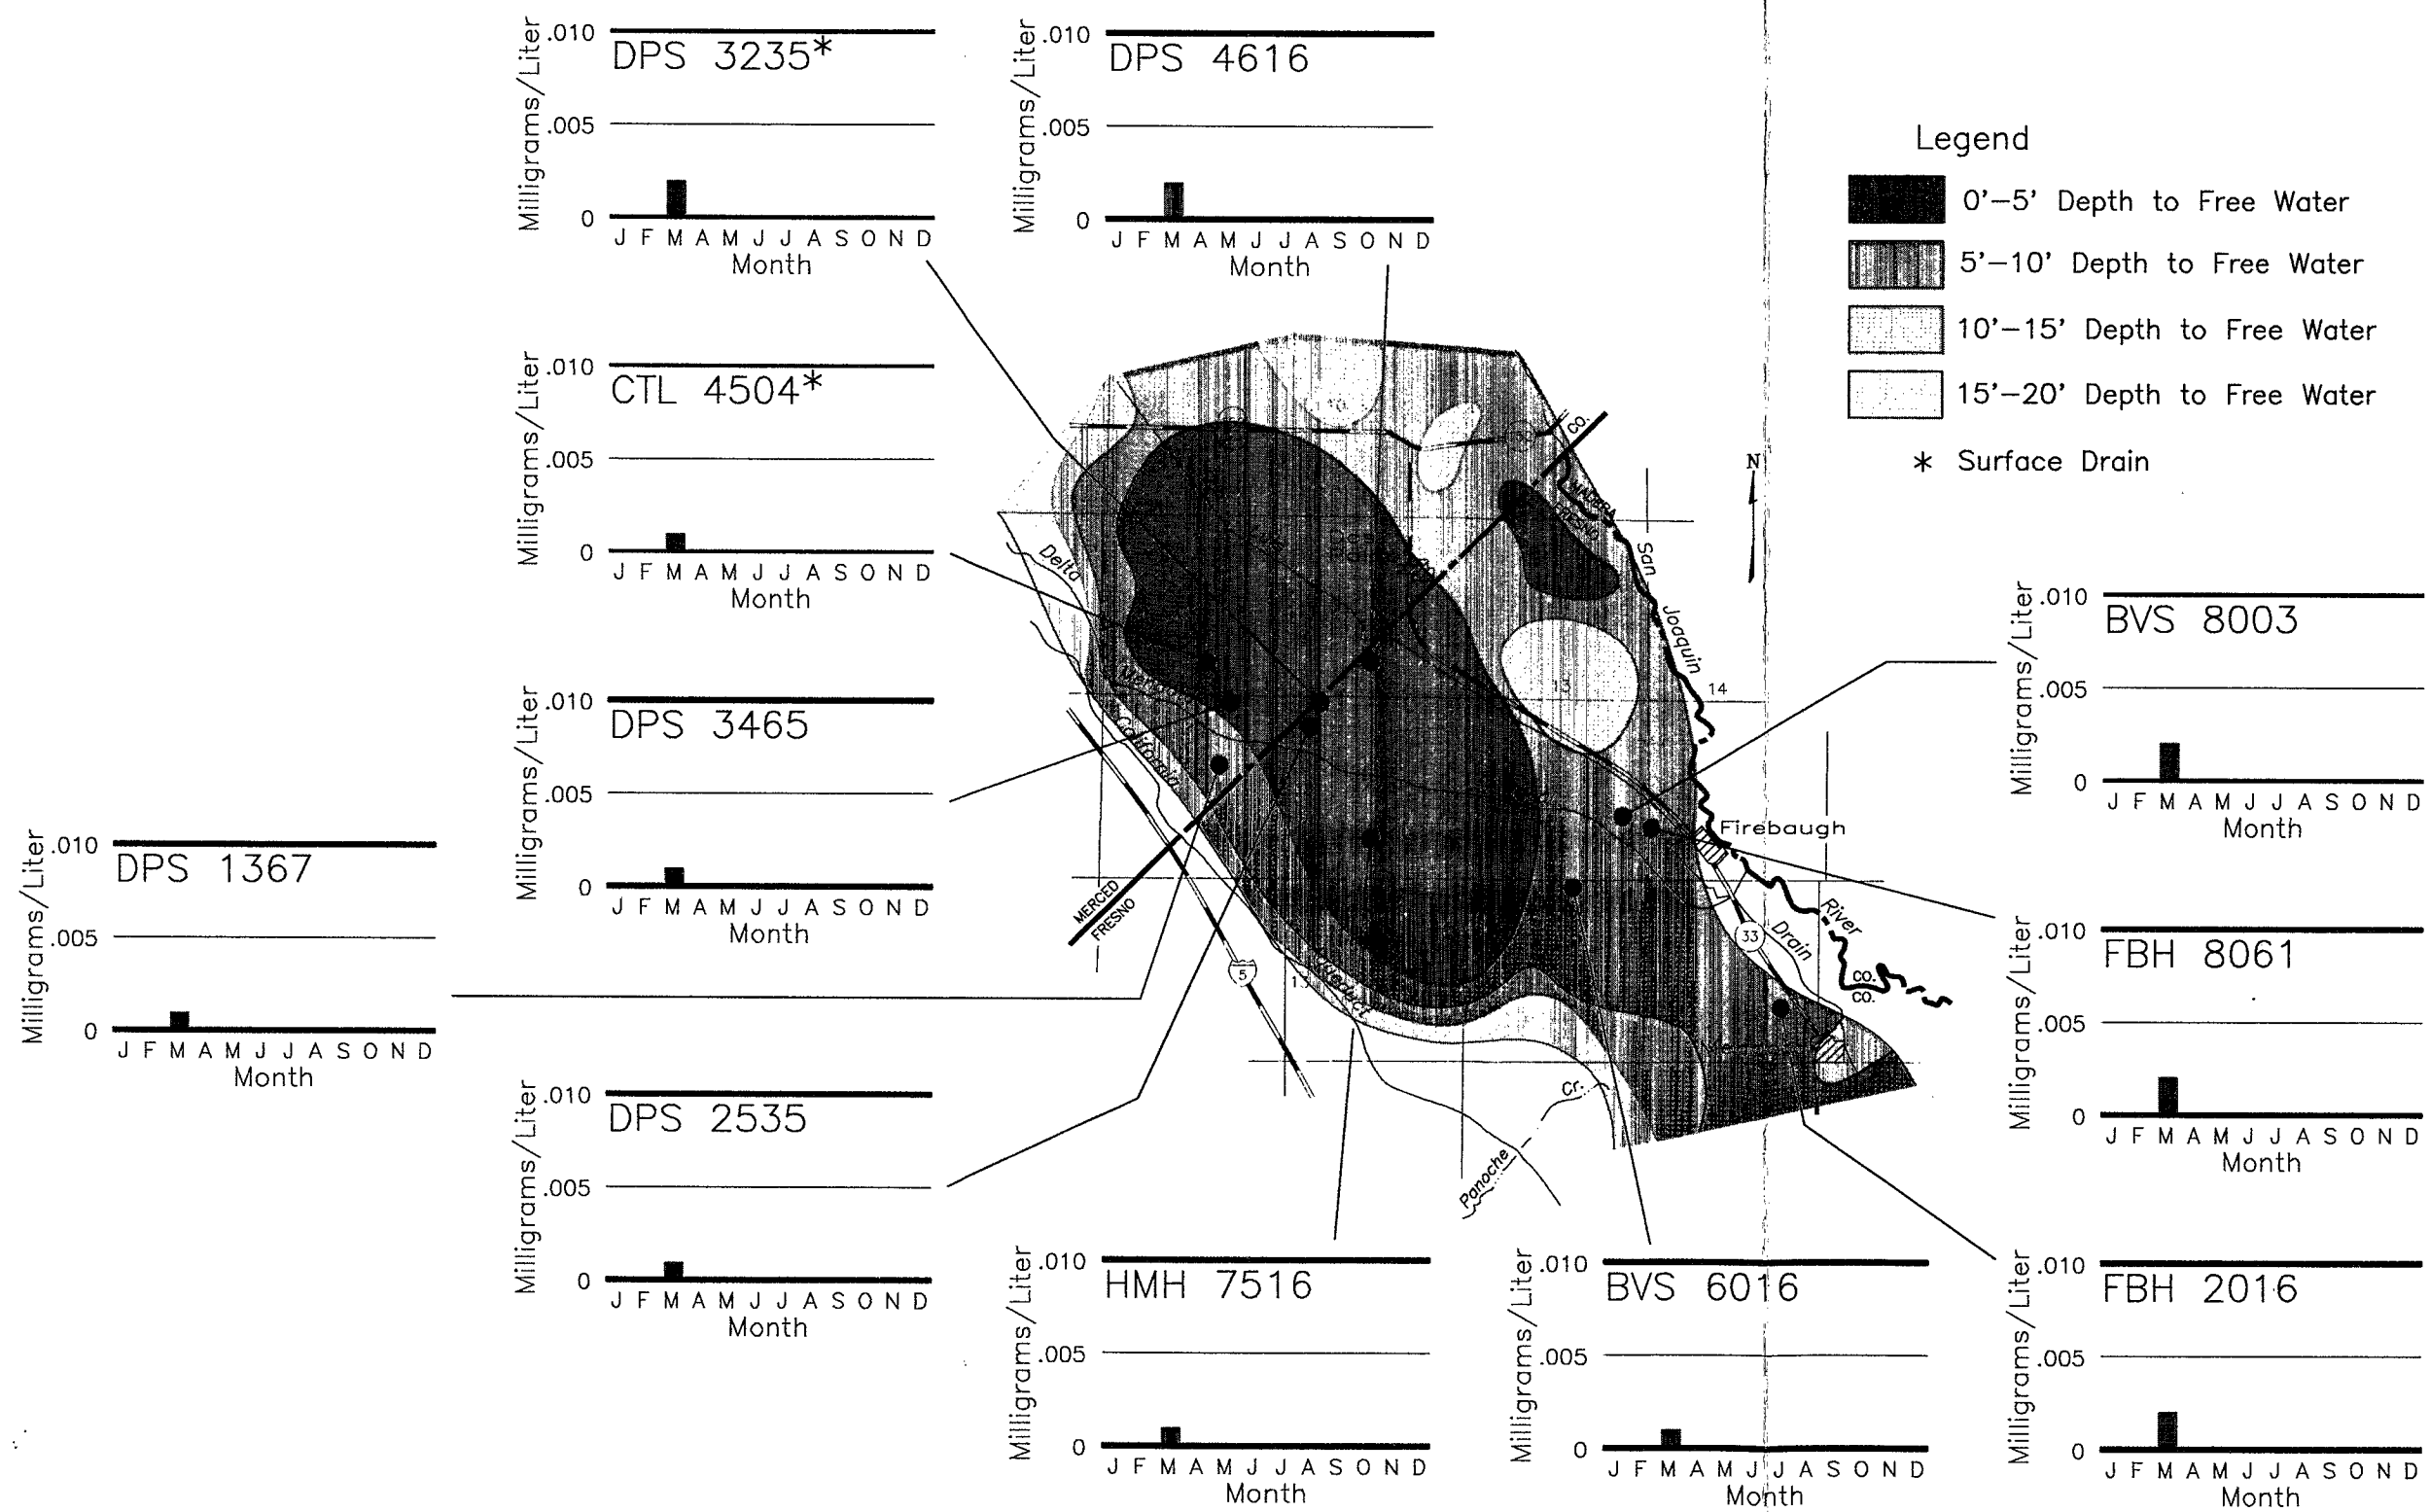 Milligrams/Liter
.010
DPS 3235*
.005
0
J F M A M J J A S O N D
Month
Milligrams/Liter
.010
DPS 4616
.005
0
J F M A M J J A S O N D
Month
Legend
0'-5' Depth to Free Water
5'-10' Depth to Free Water
10'-15' Depth to Free Water
15'-20' Depth to Free Water
* Surface Drain
Milligrams/Liter
.010
CTL 4504*
.005
0
J F M A M J J A S O N D
Month
Milligrams/Liter
.010
DPS 3465
.005
0
J F M A M J J A S O N D
Month
Milligrams/Liter
.010
DPS 1367
.005
0
J F M A M J J A S O N D
Month
Milligrams/Liter
.010
DPS 2535
.005
0
J F M A M J J A S O N D
Month
N
CO.
MADERA
FRESNO
San
Joaquin
River
Delta
California
13
14
Firebaugh
MERCED
FRESNO
5
33
Drain
CO.
CO.
Cr.
Panoche
Milligrams/Liter
.010
BVS 8003
.005
0
J F M A M J J A S O N D
Month
Milligrams/Liter
.010
FBH 8061
.005
0
J F M A M J J A S O N D
Month
Milligrams/Liter
.010
HMH 7516
.005
0
J F M A M J J A S O N D
Month
Milligrams/Liter
.010
BVS 6016
.005
0
J F M A M J J A S O N D
Month
Milligrams/Liter
.010
FBH 2016
.005
0
J F M A M J J A S O N D
Month